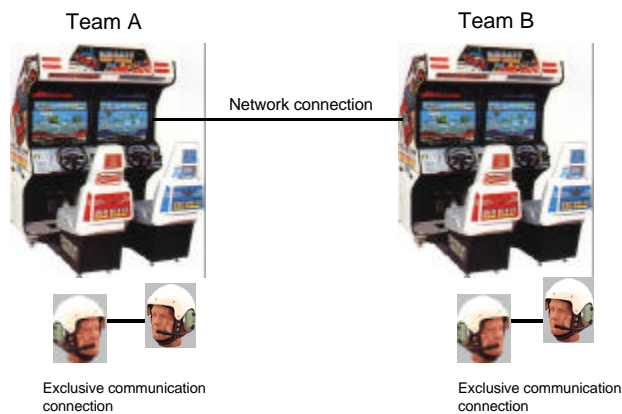 Team A
Team B
Network connection
Exclusive communication
connection
Exclusive communication
connection